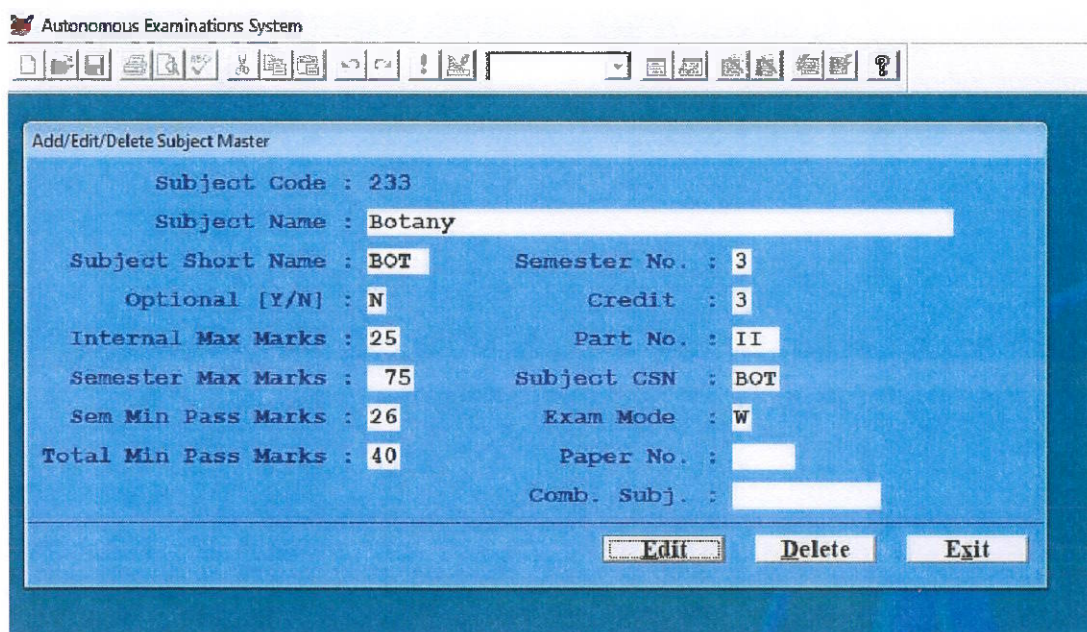 Autonomous Examinations System
Add/Edit/Delete Subject Master
Subject Code : 233
Subject Name : Botany
Subject Short Name : BOT Semester No. : 3
Optional [Y/N] : N Credit : 3
Internal Max Marks : 25 Part No. : II
Semester Max Marks : 75 Subject CSN : BOT
Sem Min Pass Marks : 26 Exam Mode : W
Total Min Pass Marks : 40 Paper No. :
Comb. Subj. :
Edit Delete Exit